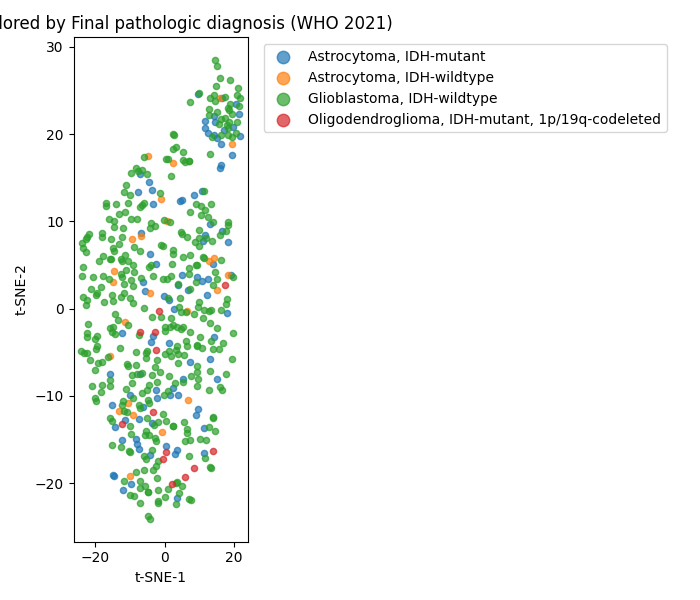 lored by Final pathologic diagnosis (WHO 2021)
Astrocytoma, IDH-mutant
Astrocytoma, IDH-wildtype
Glioblastoma, IDH-wildtype
Oligodendroglioma, IDH-mutant, 1p/19q-codeleted
30
20
10
0
−10
−20
t-SNE-2
−20 0 20
t-SNE-1